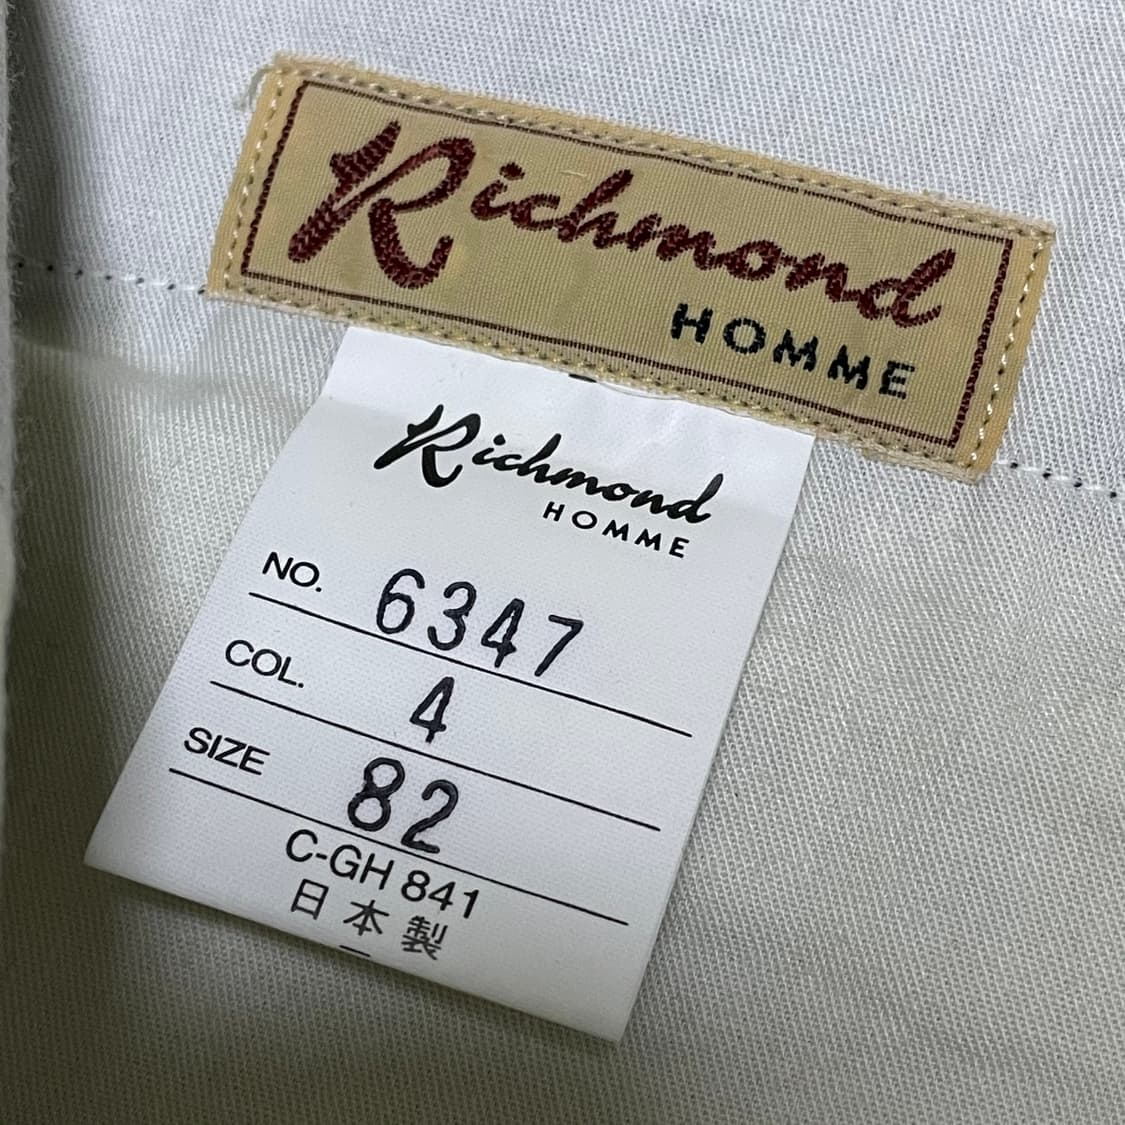 Richmond
HOMME
Richmond
HOMME
NO. 6347
COL. 4
SIZE 82
C-GH 841
日本製